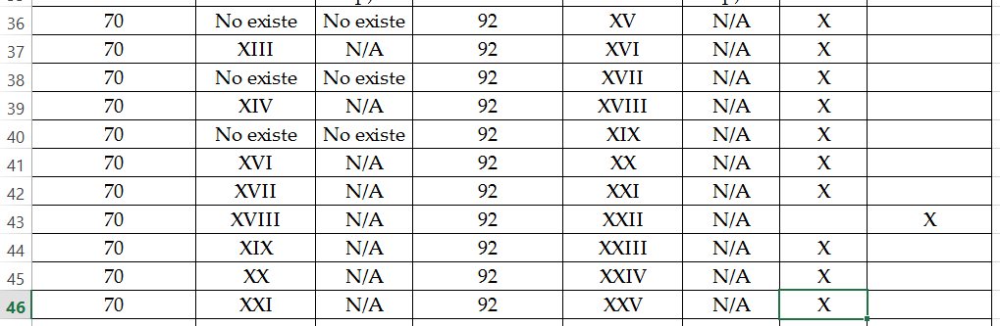 36 70 No existe No existe 92 XV N/A X
37 70 XIII N/A 92 XVI N/A X
38 70 No existe No existe 92 XVII N/A X
39 70 XIV N/A 92 XVIII N/A X
40 70 No existe No existe 92 XIX N/A X
41 70 XVI N/A 92 XX N/A X
42 70 XVII N/A 92 XXI N/A X
43 70 XVIII N/A 92 XXII N/A X
44 70 XIX N/A 92 XXIII N/A X
45 70 XX N/A 92 XXIV N/A X
46 70 XXI N/A 92 XXV N/A X